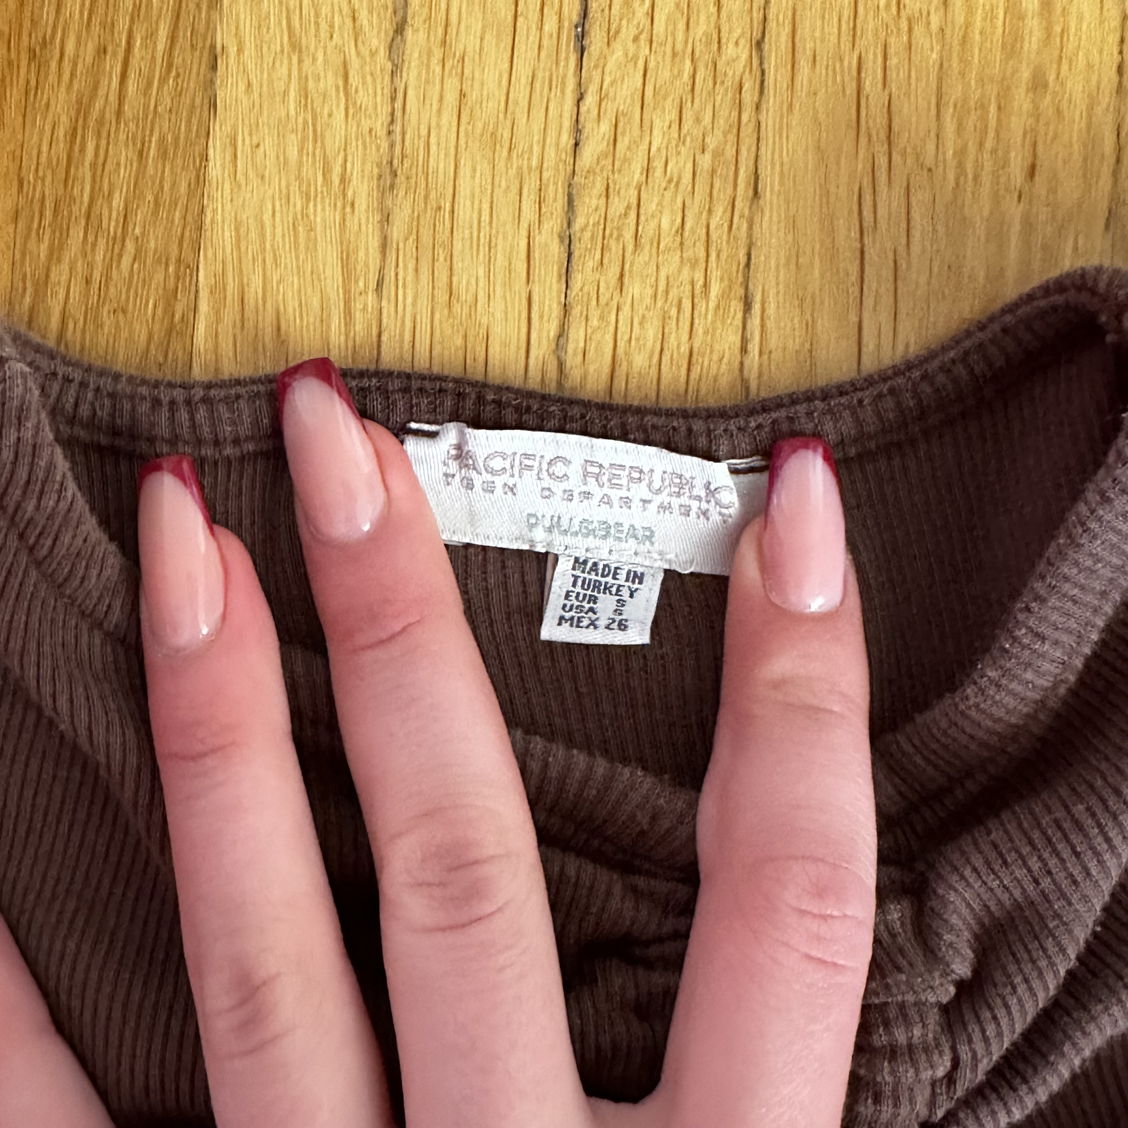 PACIFIC REPUBLIC
TEEN DEPARTMENT
PULL&BEAR
MADE IN
TURKEY
EUR S
USA S
MEX 26